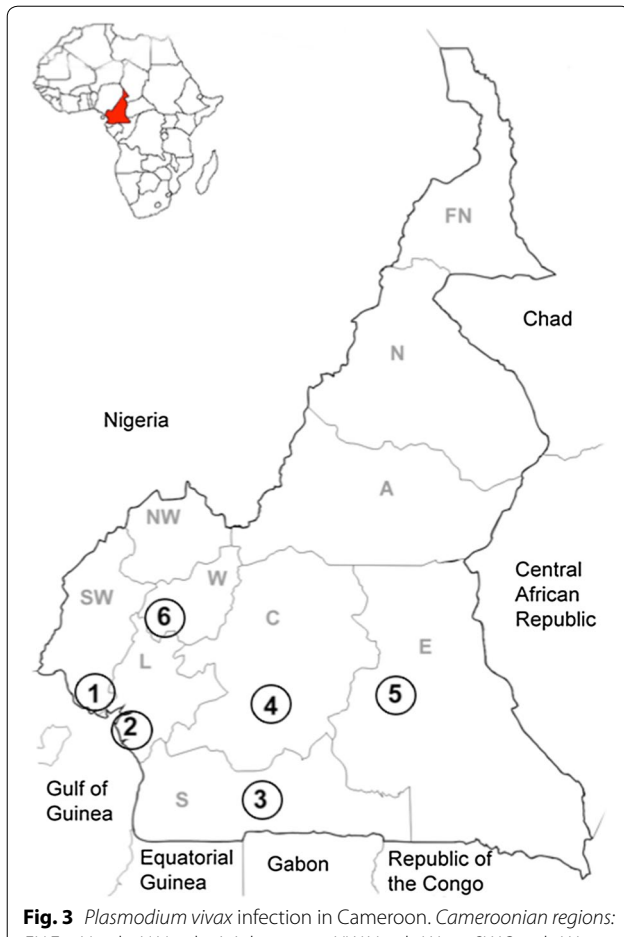 FN
Chad
N
Nigeria
A
NW
W
Central
African
Republic
SW
C
6
E
L
1
4
5
2
Gulf of
Guinea
S
3
Equatorial
Guinea
Gabon
Republic of
the Congo
Fig. 3 Plasmodium vivax infection in Cameroon. Cameroonian regions: